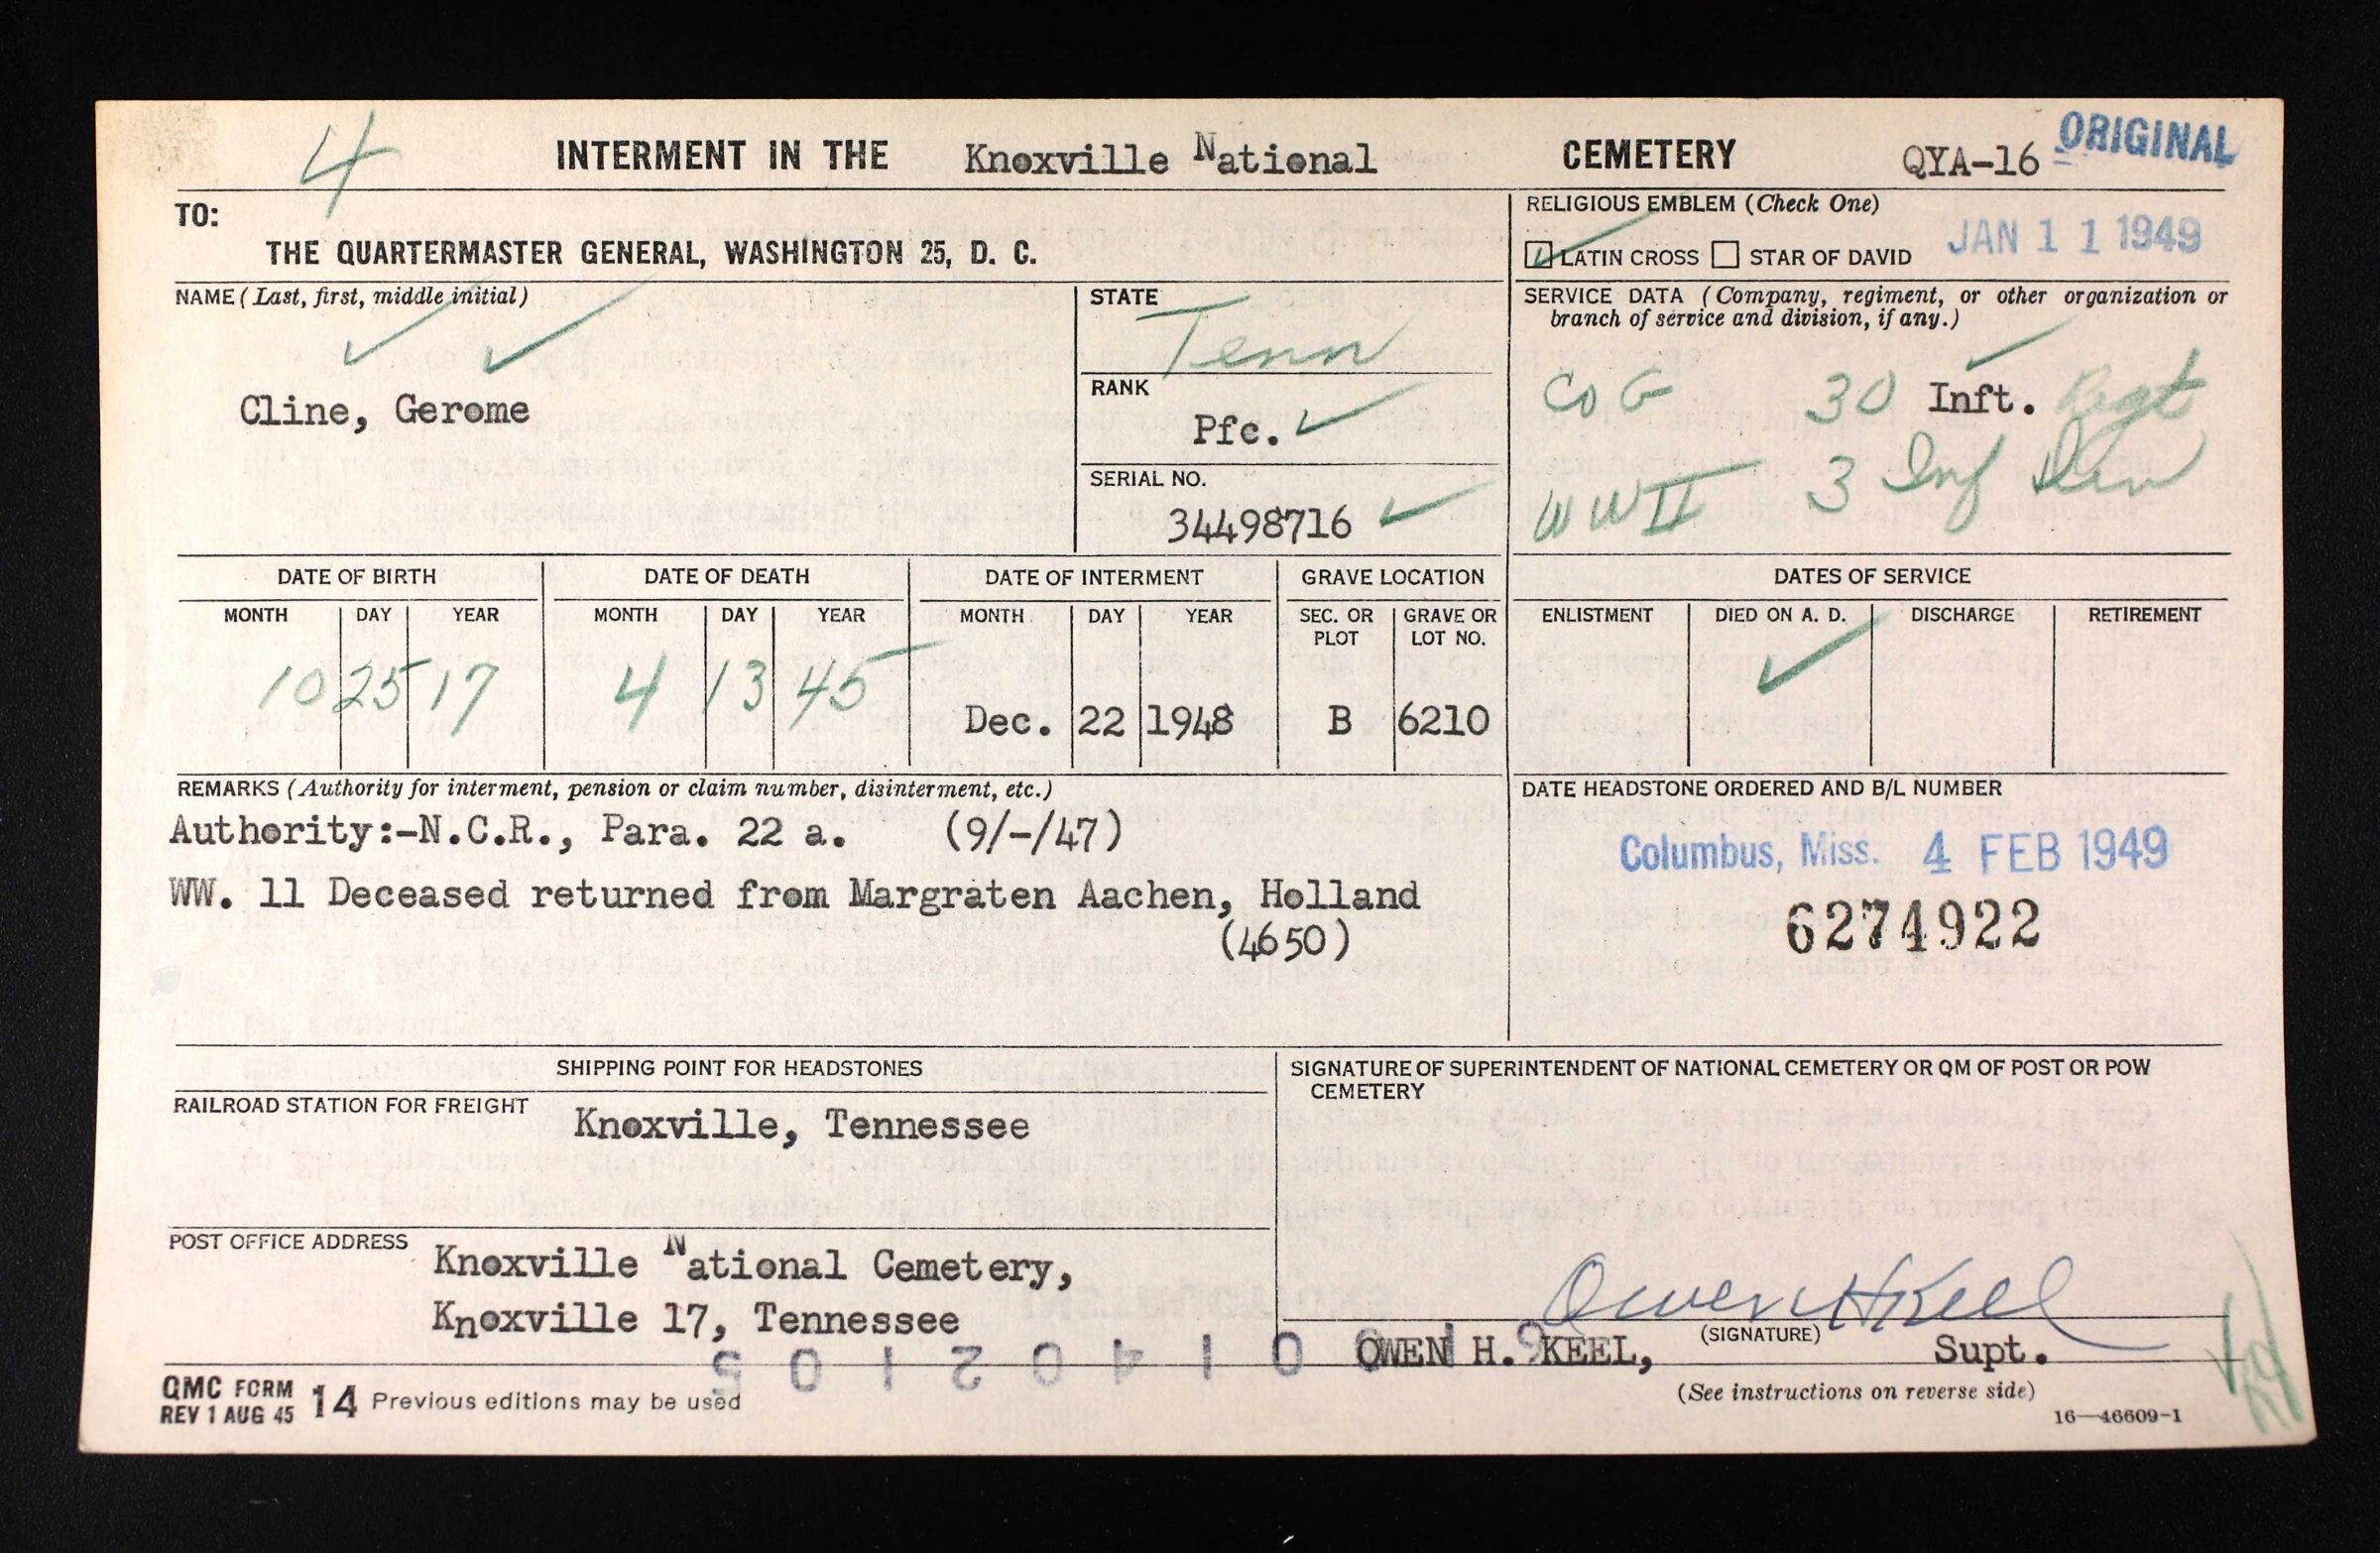 4
INTERMENT IN THE Knoxville National CEMETERY QYA-16 ORIGINAL
TO:
THE QUARTERMASTER GENERAL, WASHINGTON 25, D. C.
RELIGIOUS EMBLEM (Check One)
LATIN CROSS STAR OF DAVID JAN 11 1949
NAME (Last, first, middle initial)
Cline, Gerome
STATE
Tenn
RANK
Pfc.
SERIAL NO.
34498716
SERVICE DATA (Company, regiment, or other organization or
branch of service and division, if any.)
Co G 30 Inft. Regt
WW II 3 Inf Div
DATE OF BIRTH DATE OF DEATH DATE OF INTERMENT GRAVE LOCATION DATES OF SERVICE
MONTH DAY YEAR MONTH DAY YEAR MONTH DAY YEAR SEC. OR PLOT GRAVE OR LOT NO. ENLISTMENT DIED ON A. D. DISCHARGE RETIREMENT
10 25 17 4 13 45 Dec. 22 1948 B 6210
REMARKS (Authority for interment, pension or claim number, disinterment, etc.)
Authority:-N.C.R., Para. 22 a. (9/-/47)
WW. 11 Deceased returned from Margraten Aachen, Holland
(4650)
DATE HEADSTONE ORDERED AND B/L NUMBER
Columbus, Miss. 4 FEB 1949
6274922
SHIPPING POINT FOR HEADSTONES
RAILROAD STATION FOR FREIGHT
Knoxville, Tennessee
POST OFFICE ADDRESS
Knoxville National Cemetery,
Knoxville 17, Tennessee
SIGNATURE OF SUPERINTENDENT OF NATIONAL CEMETERY OR QM OF POST OR POW
CEMETERY
Owen H Keel
(SIGNATURE)
OWEN H. KEEL, Supt.
(See instructions on reverse side)
QMC FORM 14 Previous editions may be used
REV 1 AUG 45
16—46609-1